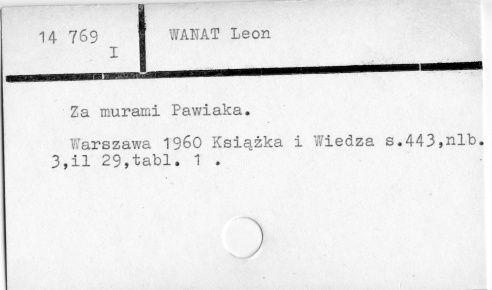 14 769
I
WANAT Leon
Za murami Pawiaka.
Warszawa 1960 Książka i Wiedza s.443,nlb.
3,il 29,tabl. 1 .